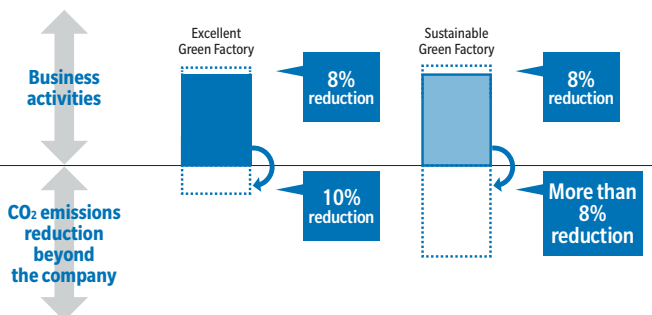 Excellent
Green Factory
Sustainable
Green Factory
Business
activities
8%
reduction
8%
reduction
CO₂ emissions
reduction
beyond
the company
10%
reduction
More than
8%
reduction